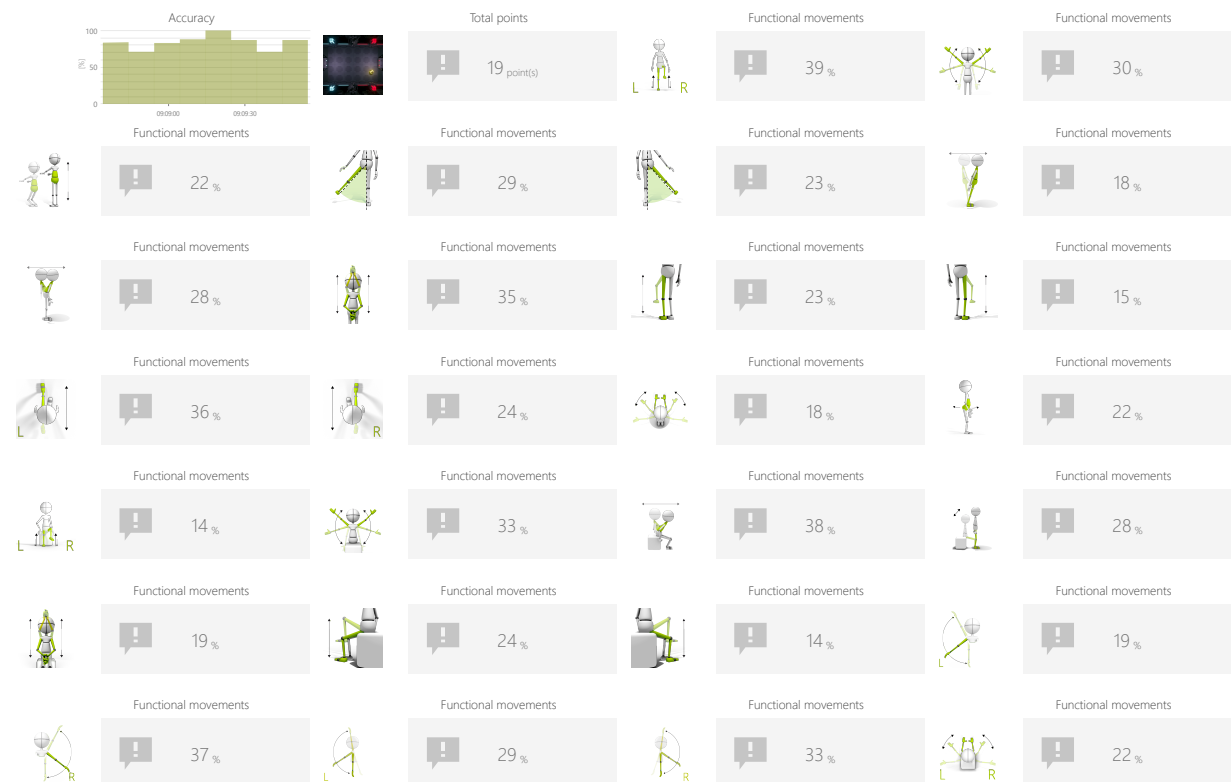 Accuracy
Total points
Functional movements
Functional movements
100
50
0
[%]
09:09:00
09:09:30
19 point(s)
L R
39 %
30 %
Functional movements
Functional movements
Functional movements
Functional movements
22 %
29 %
23 %
18 %
Functional movements
Functional movements
Functional movements
Functional movements
28 %
35 %
23 %
15 %
Functional movements
Functional movements
Functional movements
Functional movements
L
36 %
R
24 %
18 %
22 %
Functional movements
Functional movements
Functional movements
Functional movements
L R
14 %
33 %
38 %
28 %
Functional movements
Functional movements
Functional movements
Functional movements
19 %
24 %
14 %
L
19 %
Functional movements
Functional movements
Functional movements
Functional movements
R
37 %
L
29 %
R
33 %
L R
22 %